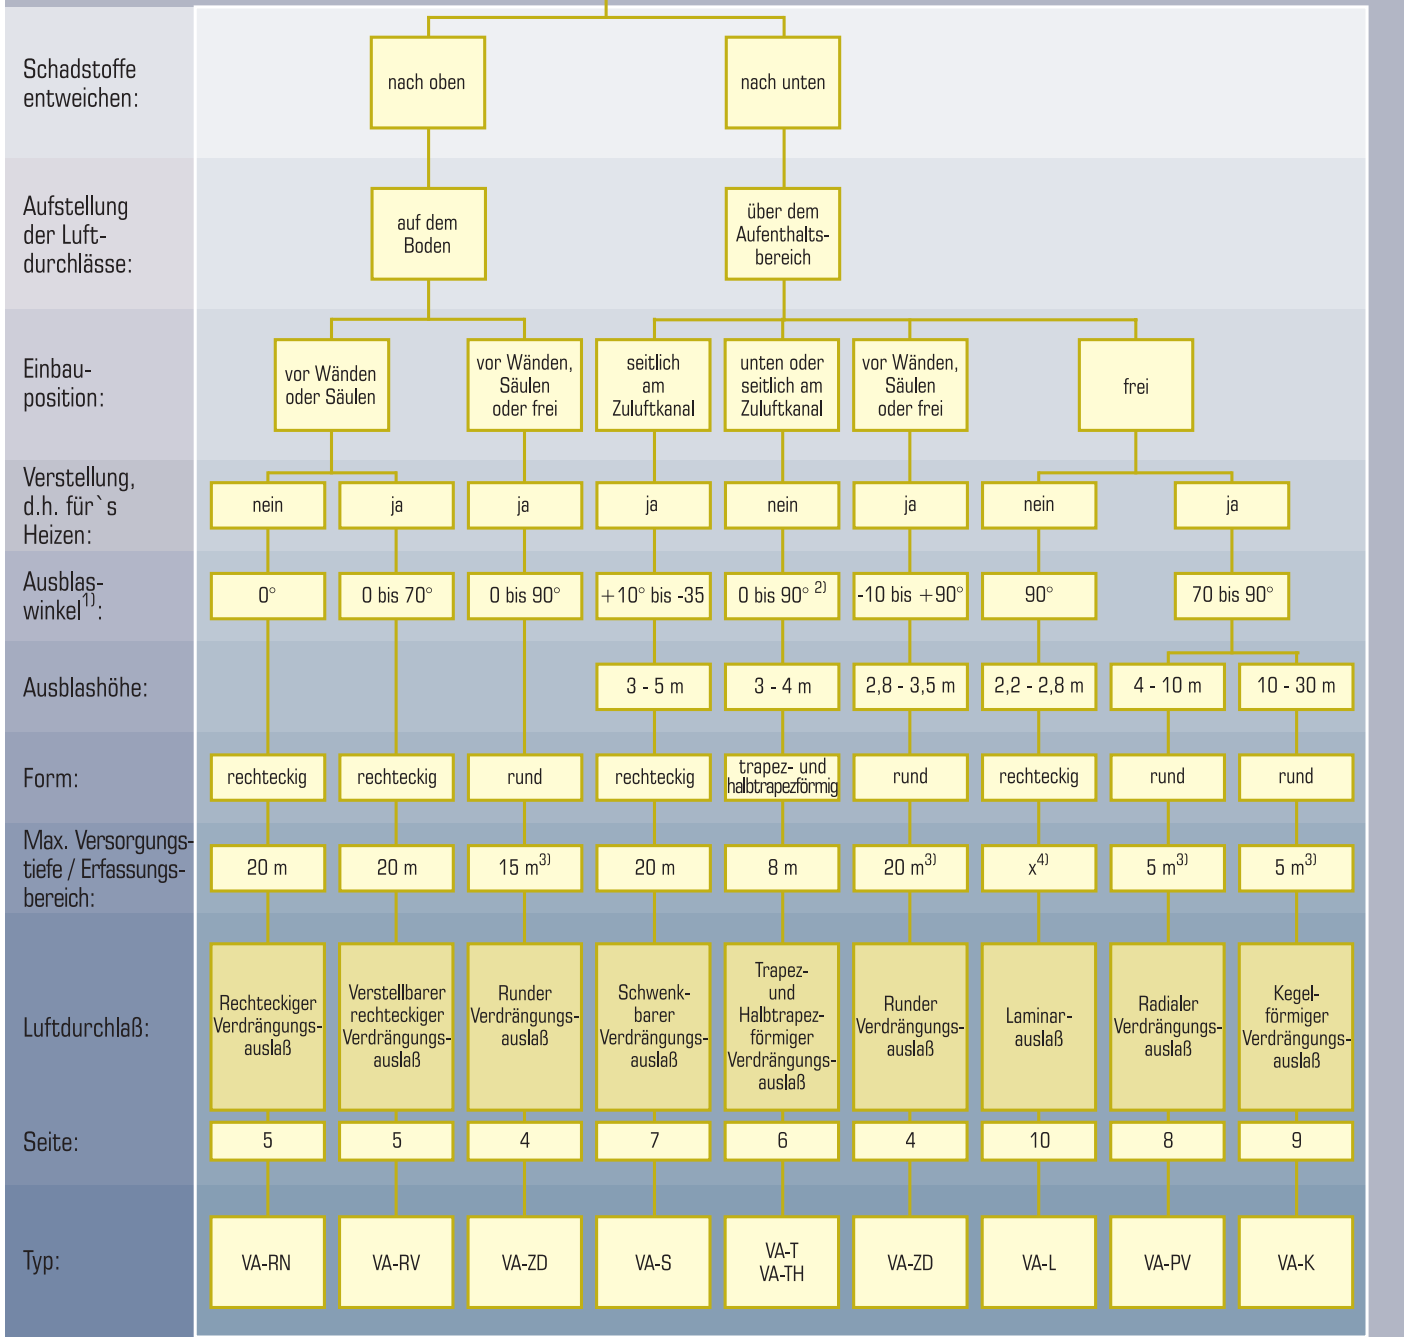 Schadstoffe
entweichen:
nach oben
nach unten
Aufstellung
der Luft-
durchlässe:
auf dem
Boden
über dem
Aufenthalts-
bereich
Einbau-
position:
vor Wänden
oder Säulen
vor Wänden,
Säulen
oder frei
seitlich
am
Zuluftkanal
unten oder
seitlich am
Zuluftkanal
vor Wänden,
Säulen
oder frei
frei
Verstellung,
d.h. für`s
Heizen:
nein
ja
ja
ja
nein
ja
nein
ja
Ausblas-
winkel1):
0°
0 bis 70°
0 bis 90°
+10° bis -35
0 bis 90° 2)
-10 bis +90°
90°
70 bis 90°
Ausblashöhe:
3 - 5 m
3 - 4 m
2,8 - 3,5 m
2,2 - 2,8 m
4 - 10 m
10 - 30 m
Form:
rechteckig
rechteckig
rund
rechteckig
trapez- und
halbtrapezförmig
rund
rechteckig
rund
rund
Max. Versorgungs-
tiefe / Erfassungs-
bereich:
20 m
20 m
15 m3)
20 m
8 m
20 m3)
x4)
5 m3)
5 m3)
Luftdurchlaß:
Rechteckiger
Verdrängungs-
auslaß
Verstellbarer
rechteckiger
Verdrängungs-
auslaß
Runder
Verdrängungs-
auslaß
Schwenk-
barer
Verdrängungs-
auslaß
Trapez-
und
Halbtrapez-
förmiger
Verdrängungs-
auslaß
Runder
Verdrängungs-
auslaß
Laminar-
auslaß
Radialer
Verdrängungs-
auslaß
Kegel-
förmiger
Verdrängungs-
auslaß
Seite:
5
5
4
7
6
4
10
8
9
Typ:
VA-RN
VA-RV
VA-ZD
VA-S
VA-T
VA-TH
VA-ZD
VA-L
VA-PV
VA-K